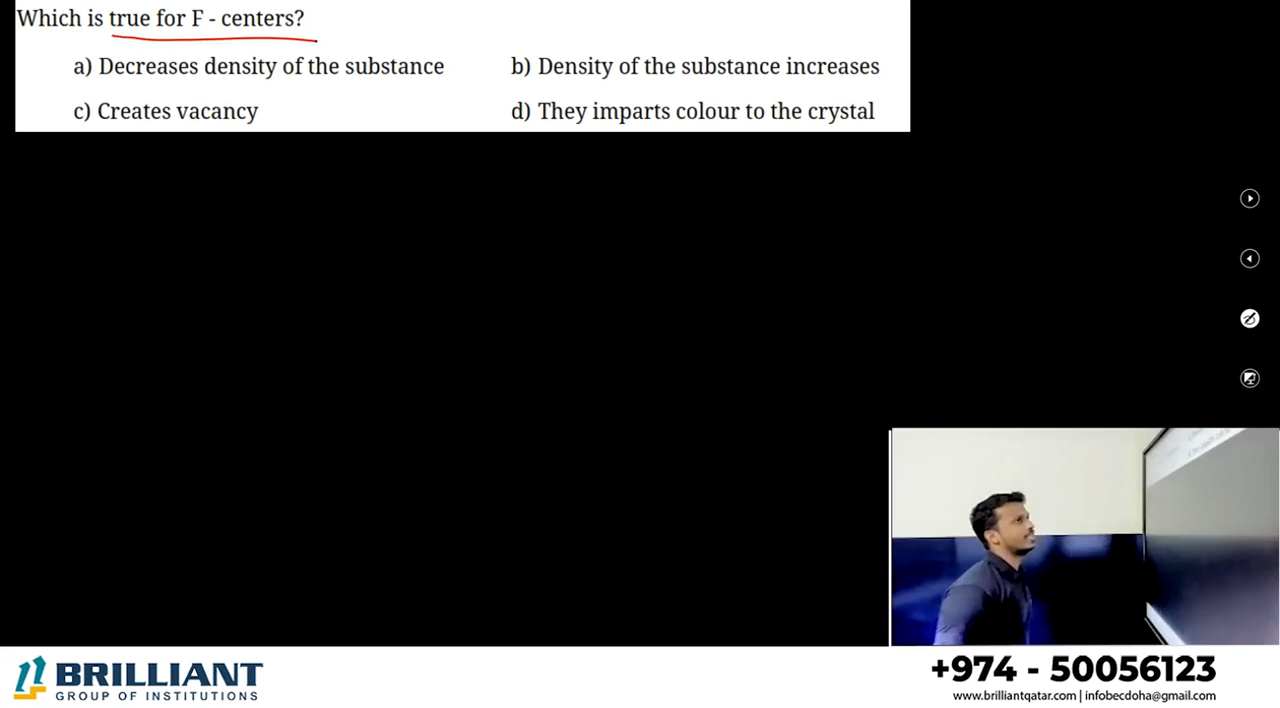 Which is true for F - centers?
a) Decreases density of the substance
b) Density of the substance increases
c) Creates vacancy
d) They imparts colour to the crystal
BRILLIANT
GROUP OF INSTITUTIONS
+974 - 50056123
www.brilliantqatar.com | infobecdoha@gmail.com